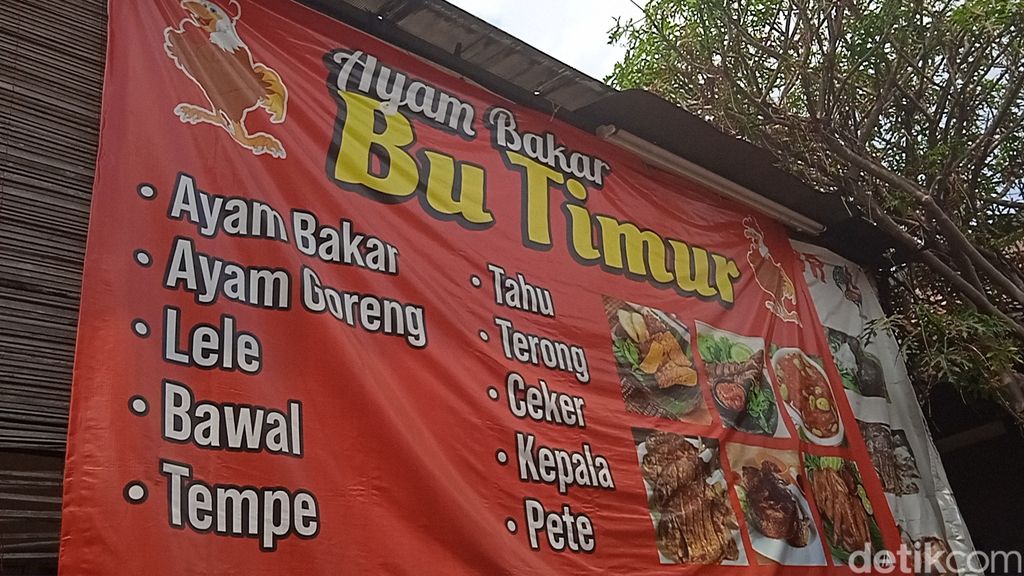 Ayam Bakar
Bu Timur
• Ayam Bakar
• Ayam Goreng
• Lele
• Bawal
• Tempe
• Tahu
• Terong
• Ceker
• Kepala
• Pete
detikcom